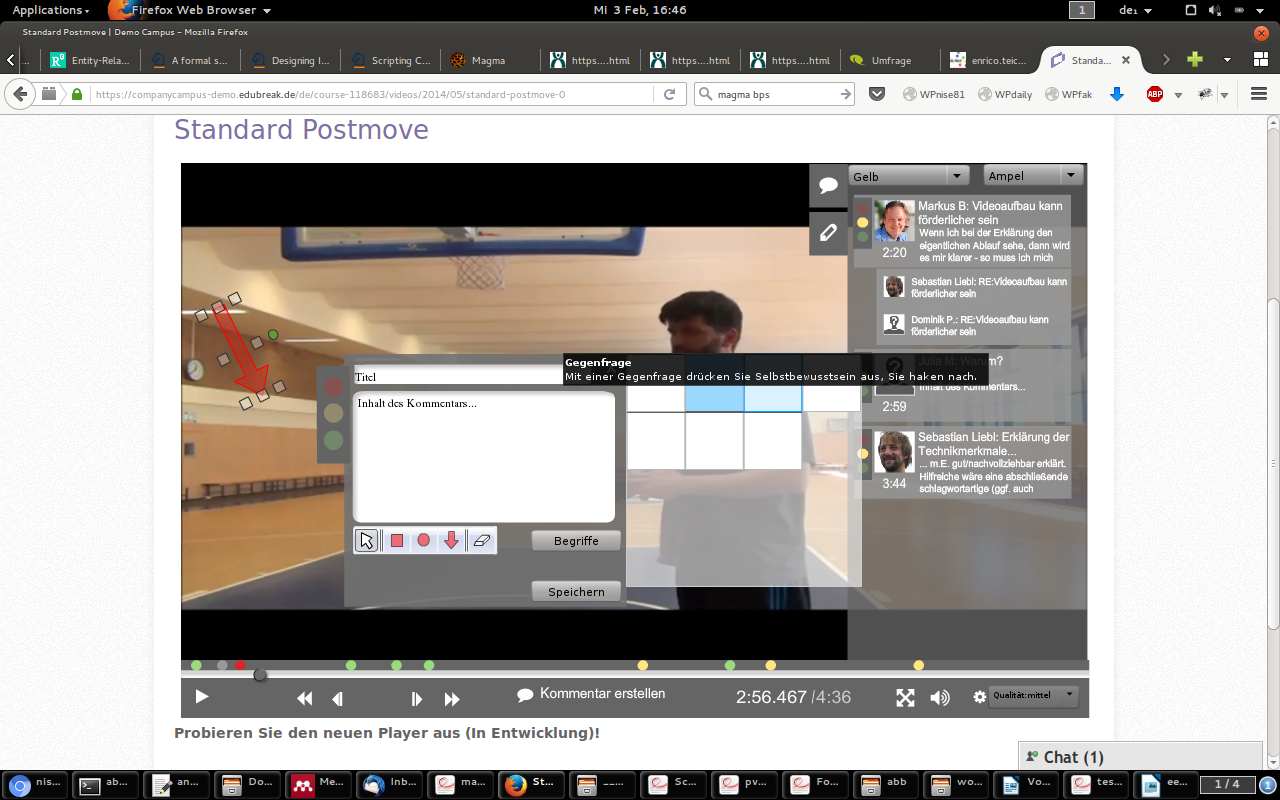 Applications
Firefox Web Browser
Mi 3 Feb, 16:46
1
de₁
Standard Postmove | Demo Campus – Mozilla Firefox
...
R⁰
Entity-Rela...
A formal s...
Designing I...
Scripting C...
Magma
https....html
https....html
https....html
Umfrage
enrico.teic...
Standa...
https://companycampus-demo.edubreak.de/de/course-118683/videos/2014/05/standard-postmove-0
magma bps
WPnise81
WPdaily
WPfak
ABP
Standard Postmove
Gelb
Ampel
Markus B: Videoaufbau kann
förderlicher sein
Wenn ich bei der Erklärung den
eigentlichen Ablauf sehe, dann wird
es mir klarer - so muss ich mich
2:20
Sebastian Liebl: RE:Videoaufbau kann
förderlicher sein
Dominik P.: RE:Videoaufbau kann
förderlicher sein
Julia M: Warum?
Inhalt des Kommentars...
2:59
Sebastian Liebl: Erklärung der
Technikmerkmale...
... m.E. gut/nachvollziehbar erklärt.
Hilfreiche wäre eine abschließende
schlagwortartige (ggf. auch
3:44
Gegenfrage
Mit einer Gegenfrage drücken Sie Selbstbewusstsein aus, Sie haken nach.
Titel
Inhalt des Kommentars...
Begriffe
Speichern
Kommentar erstellen
2:56.467 /4:36
Qualität: mittel
Probieren Sie den neuen Player aus (In Entwicklung)!
Chat (1)
nis...
ab...
an...
Do...
Me...
Inb...
ma...
St...
__...
Sc...
pv...
Fo...
abb
wo...
Vo...
tes...
ee...
1 / 4
1